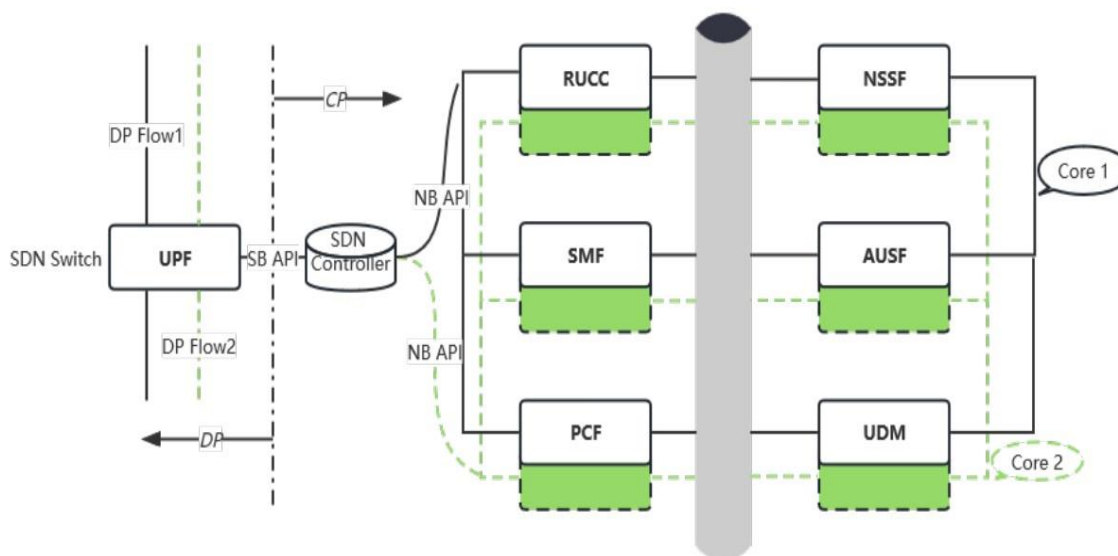 RUCC
NSSF
CP
DP Flow1
Core 1
NB API
SDN Switch
UPF
SB API
SDN
Controller
SMF
AUSF
DP Flow2
NB API
DP
PCF
UDM
Core 2